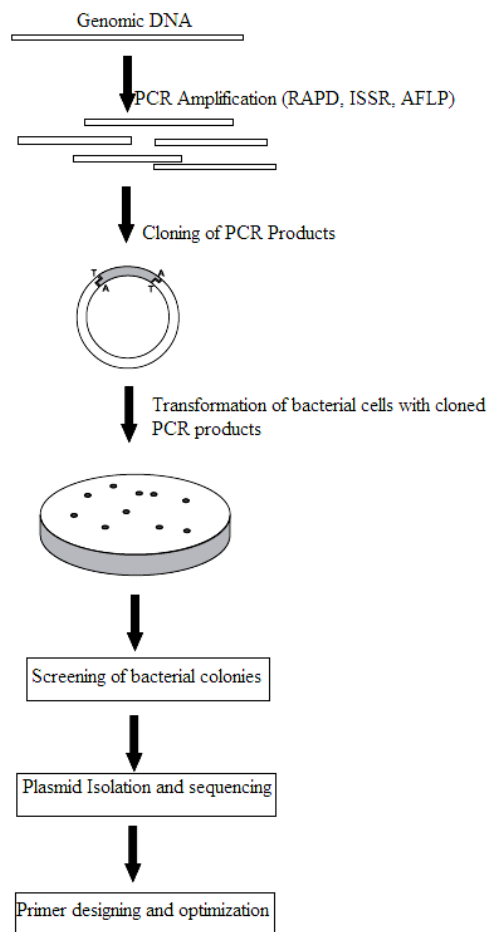 Genomic DNA
PCR Amplification (RAPD, ISSR, AFLP)
Cloning of PCR Products
T A
A T
Transformation of bacterial cells with cloned
PCR products
Screening of bacterial colonies
Plasmid Isolation and sequencing
Primer designing and optimization